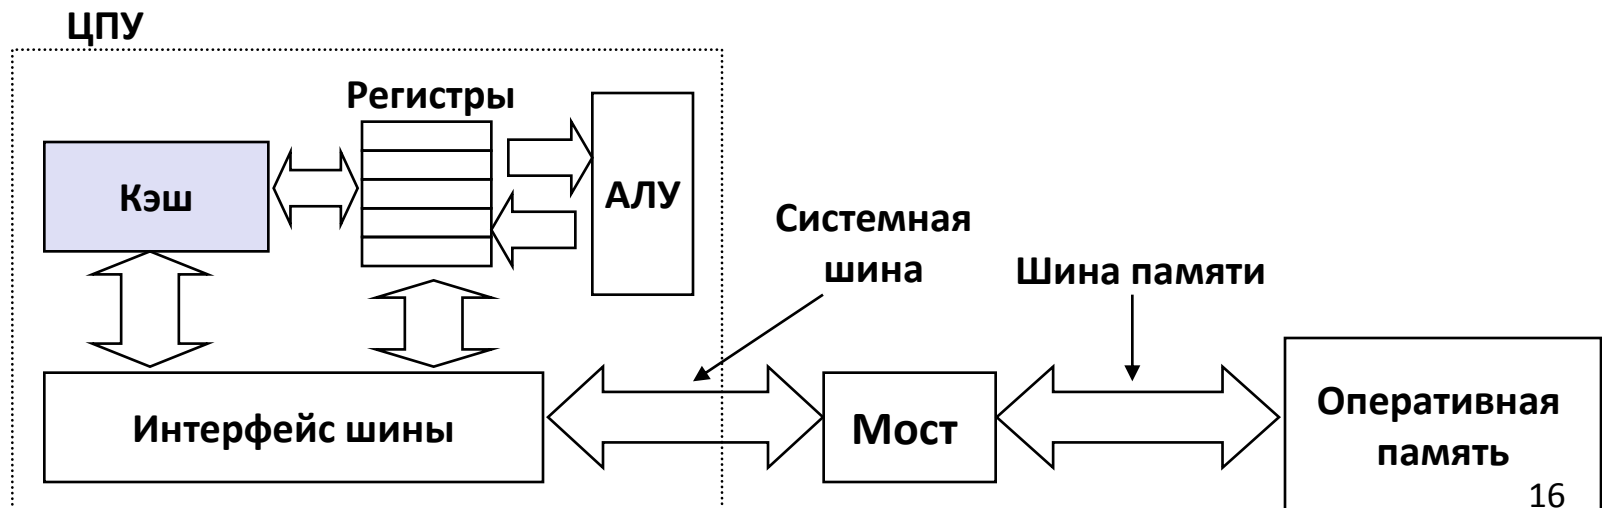 ЦПУ
Регистры
Кэш
АЛУ
Системная
шина
Шина памяти
Интерфейс шины
Мост
Оперативная
память
16